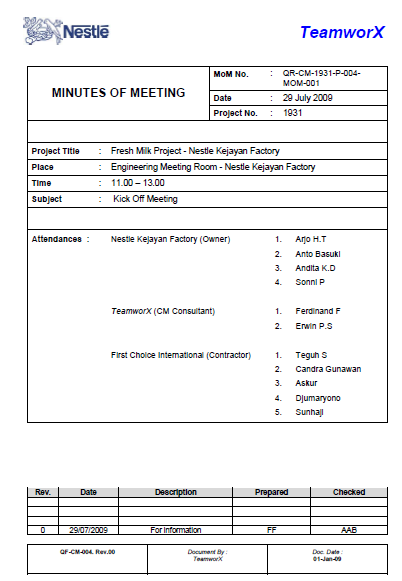 Nestlé
TeamworX
MINUTES OF MEETING
MoM No. : QR-CM-1931-P-004-
MOM-001
Date : 29 July 2009
Project No. : 1931
Project Title : Fresh Milk Project - Nestle Kejayan Factory
Place : Engineering Meeting Room - Nestle Kejayan Factory
Time : 11.00 – 13.00
Subject : Kick Off Meeting
Attendances : Nestle Kejayan Factory (Owner) 1. Arjo H.T
2. Anto Basuki
3. Andita K.D
4. Sonni P
TeamworX (CM Consultant) 1. Ferdinand F
2. Erwin P.S
First Choice International (Contractor) 1. Teguh S
2. Candra Gunawan
3. Askur
4. Djumaryono
5. Sunhaji
Rev. Date Description Prepared Checked
0 29/07/2009 For information FF AAB
QF-CM-004. Rev.00 Document By : Doc. Date :
TeamworX 01-Jan-09